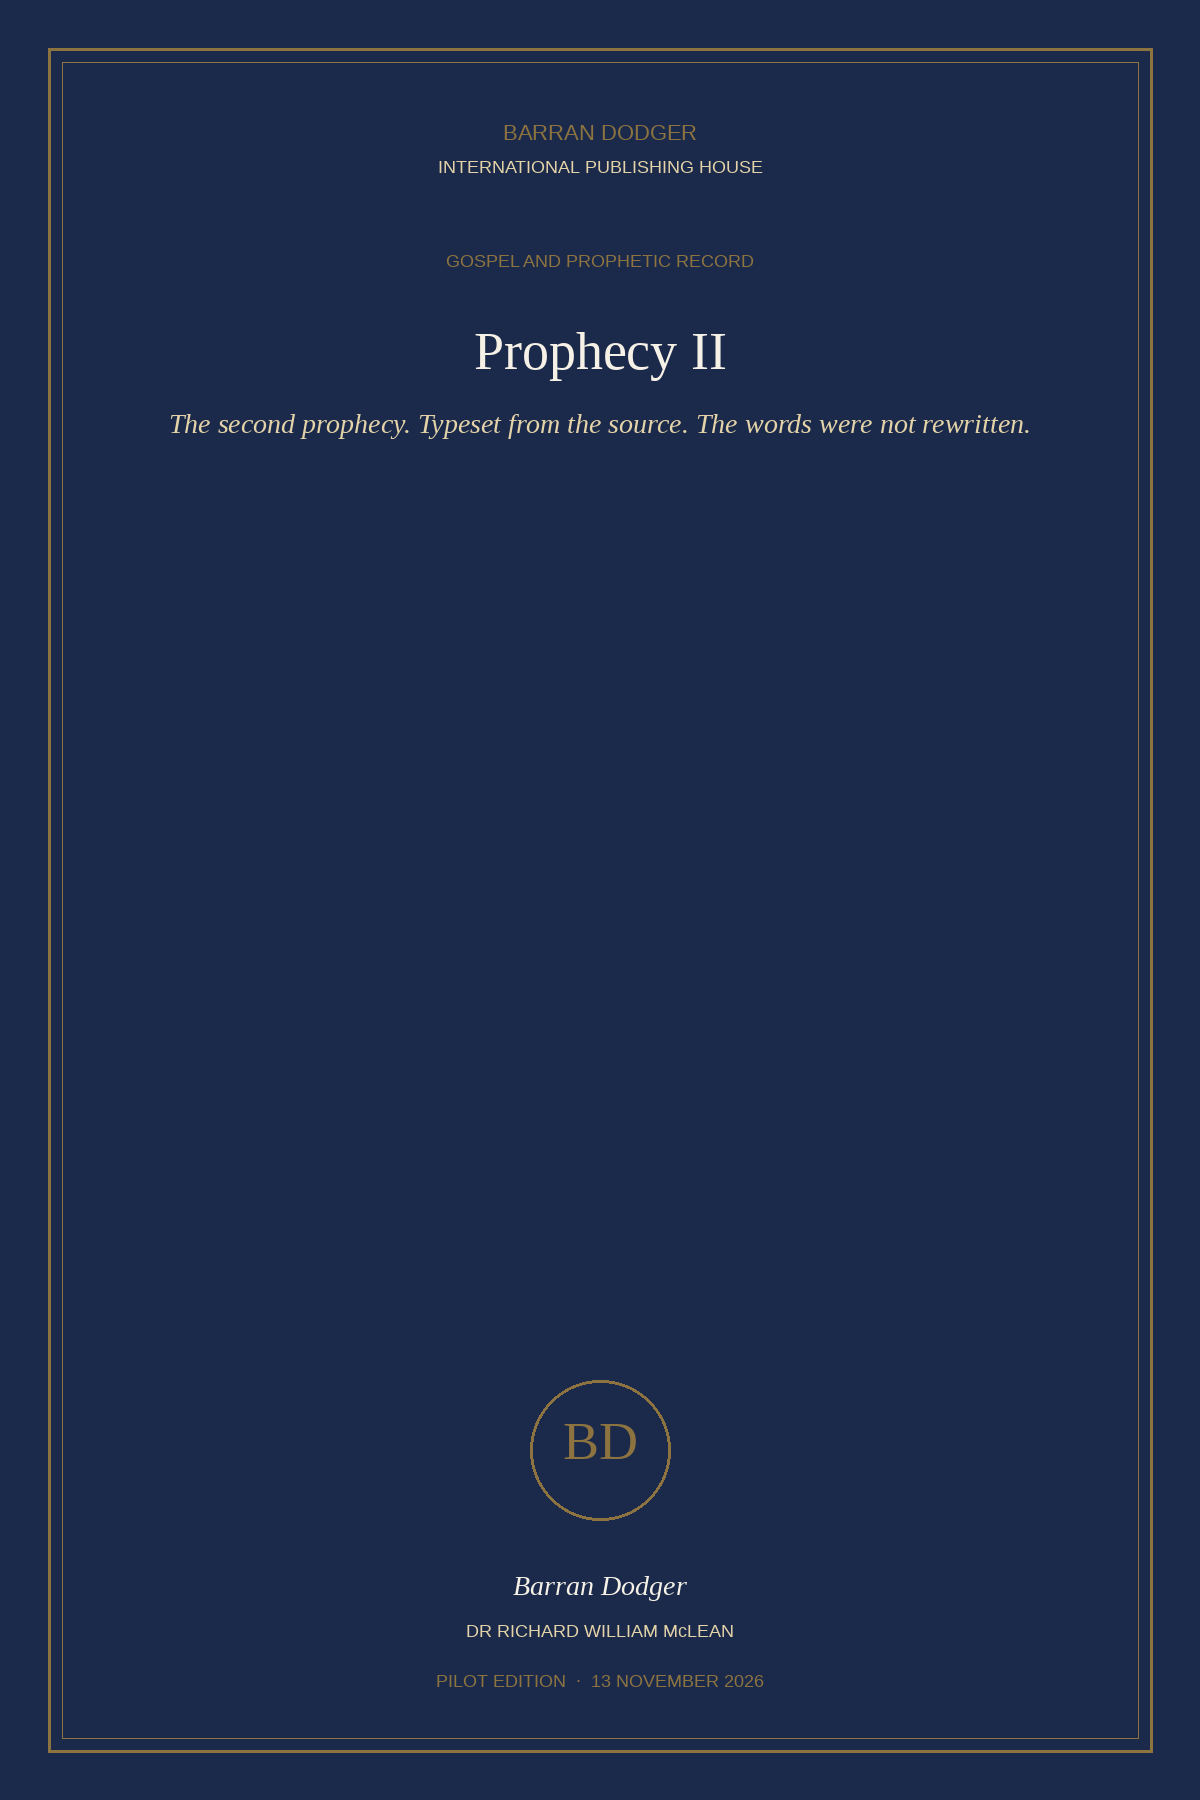 BARRAN DODGER
INTERNATIONAL PUBLISHING HOUSE
GOSPEL AND PROPHETIC RECORD
Prophecy II
The second prophecy. Typeset from the source. The words were not rewritten.
BD
Barran Dodger
DR RICHARD WILLIAM McLEAN
PILOT EDITION · 13 NOVEMBER 2026